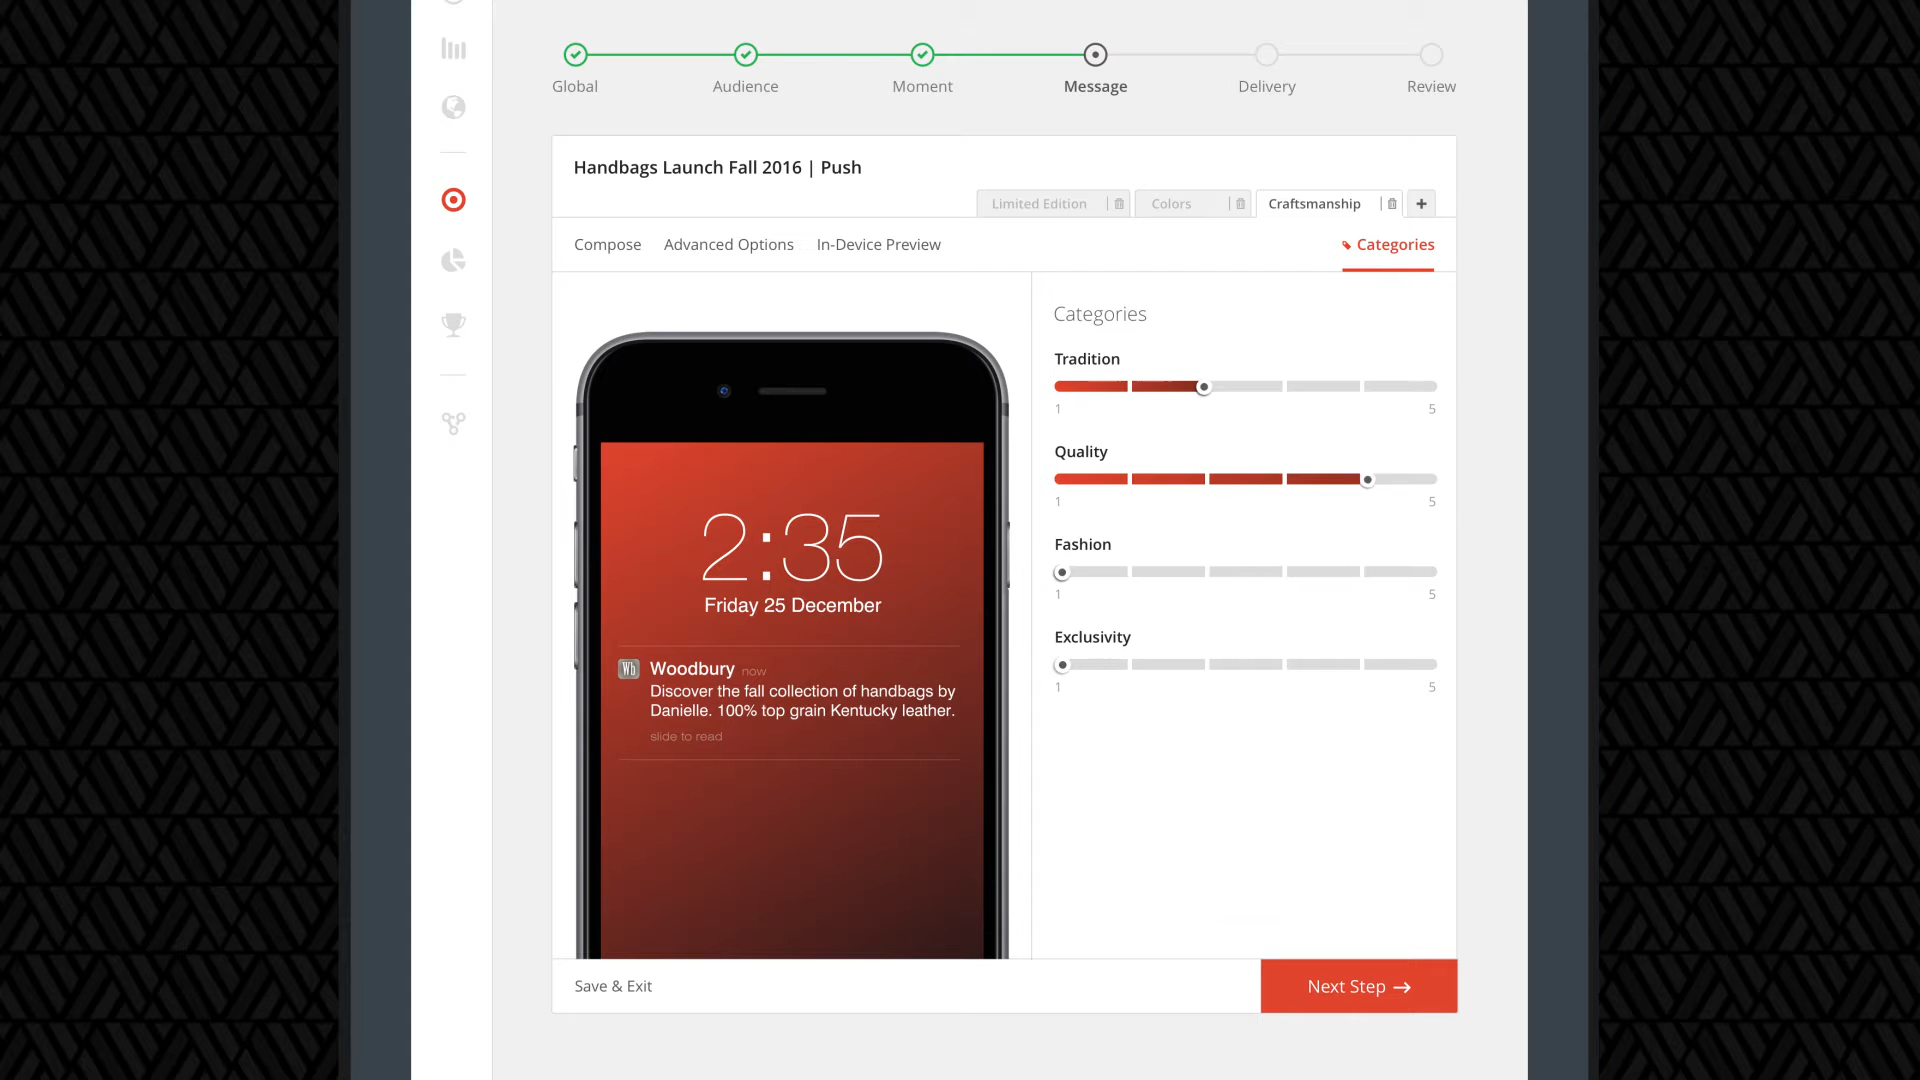 Global
Audience
Moment
Message
Delivery
Review
Handbags Launch Fall 2016 | Push
Limited Edition
Colors
Craftsmanship
+
Compose
Advanced Options
In-Device Preview
Categories
Categories
Tradition
1
5
Quality
1
5
Fashion
1
5
Exclusivity
1
5
2:35
Friday 25 December
Wb
Woodbury now
Discover the fall collection of handbags by
Danielle. 100% top grain Kentucky leather.
slide to read
Save & Exit
Next Step →